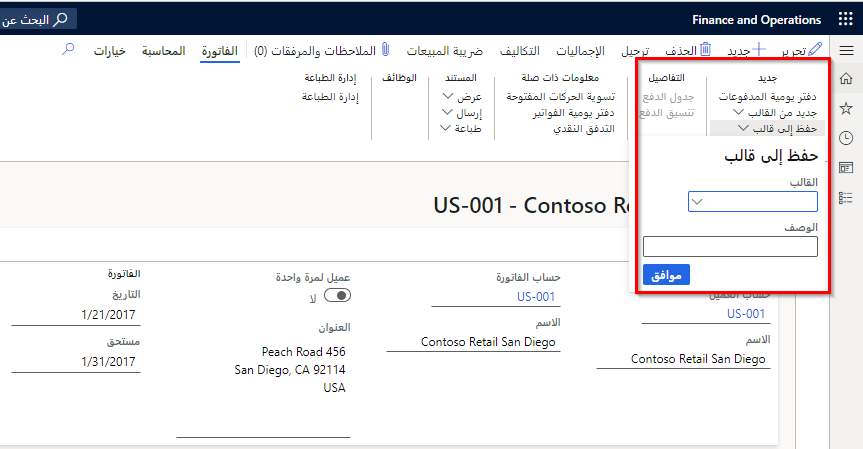 Finance and Operations
البحث عن
تحرير
جديد
الحذف
ترحيل
الإجماليات
التكاليف
ضريبة المبيعات
الملاحظات والمرفقات (0)
الفاتورة
المحاسبة
خيارات
جديد
دفتر يومية المدفوعات
جديد من القالب
حفظ إلى قالب
التفاصيل
جدول الدفع
تنسيق الدفع
معلومات ذات صلة
تسوية الحركات المفتوحة
دفتر يومية الفواتير
التدفق النقدي
المستند
عرض
إرسال
طباعة
الوظائف
إدارة الطباعة
إدارة الطباعة
حفظ إلى قالب
القالب
الوصف
موافق
US-001 - Contoso
حساب العميل
US-001
الاسم
Contoso Retail San Diego
حساب الفاتورة
US-001
الاسم
Contoso Retail San Diego
عميل لمرة واحدة
لا
العنوان
Peach Road 456
San Diego, CA 92114
USA
الفاتورة
التاريخ
1/21/2017
مستحق
1/31/2017